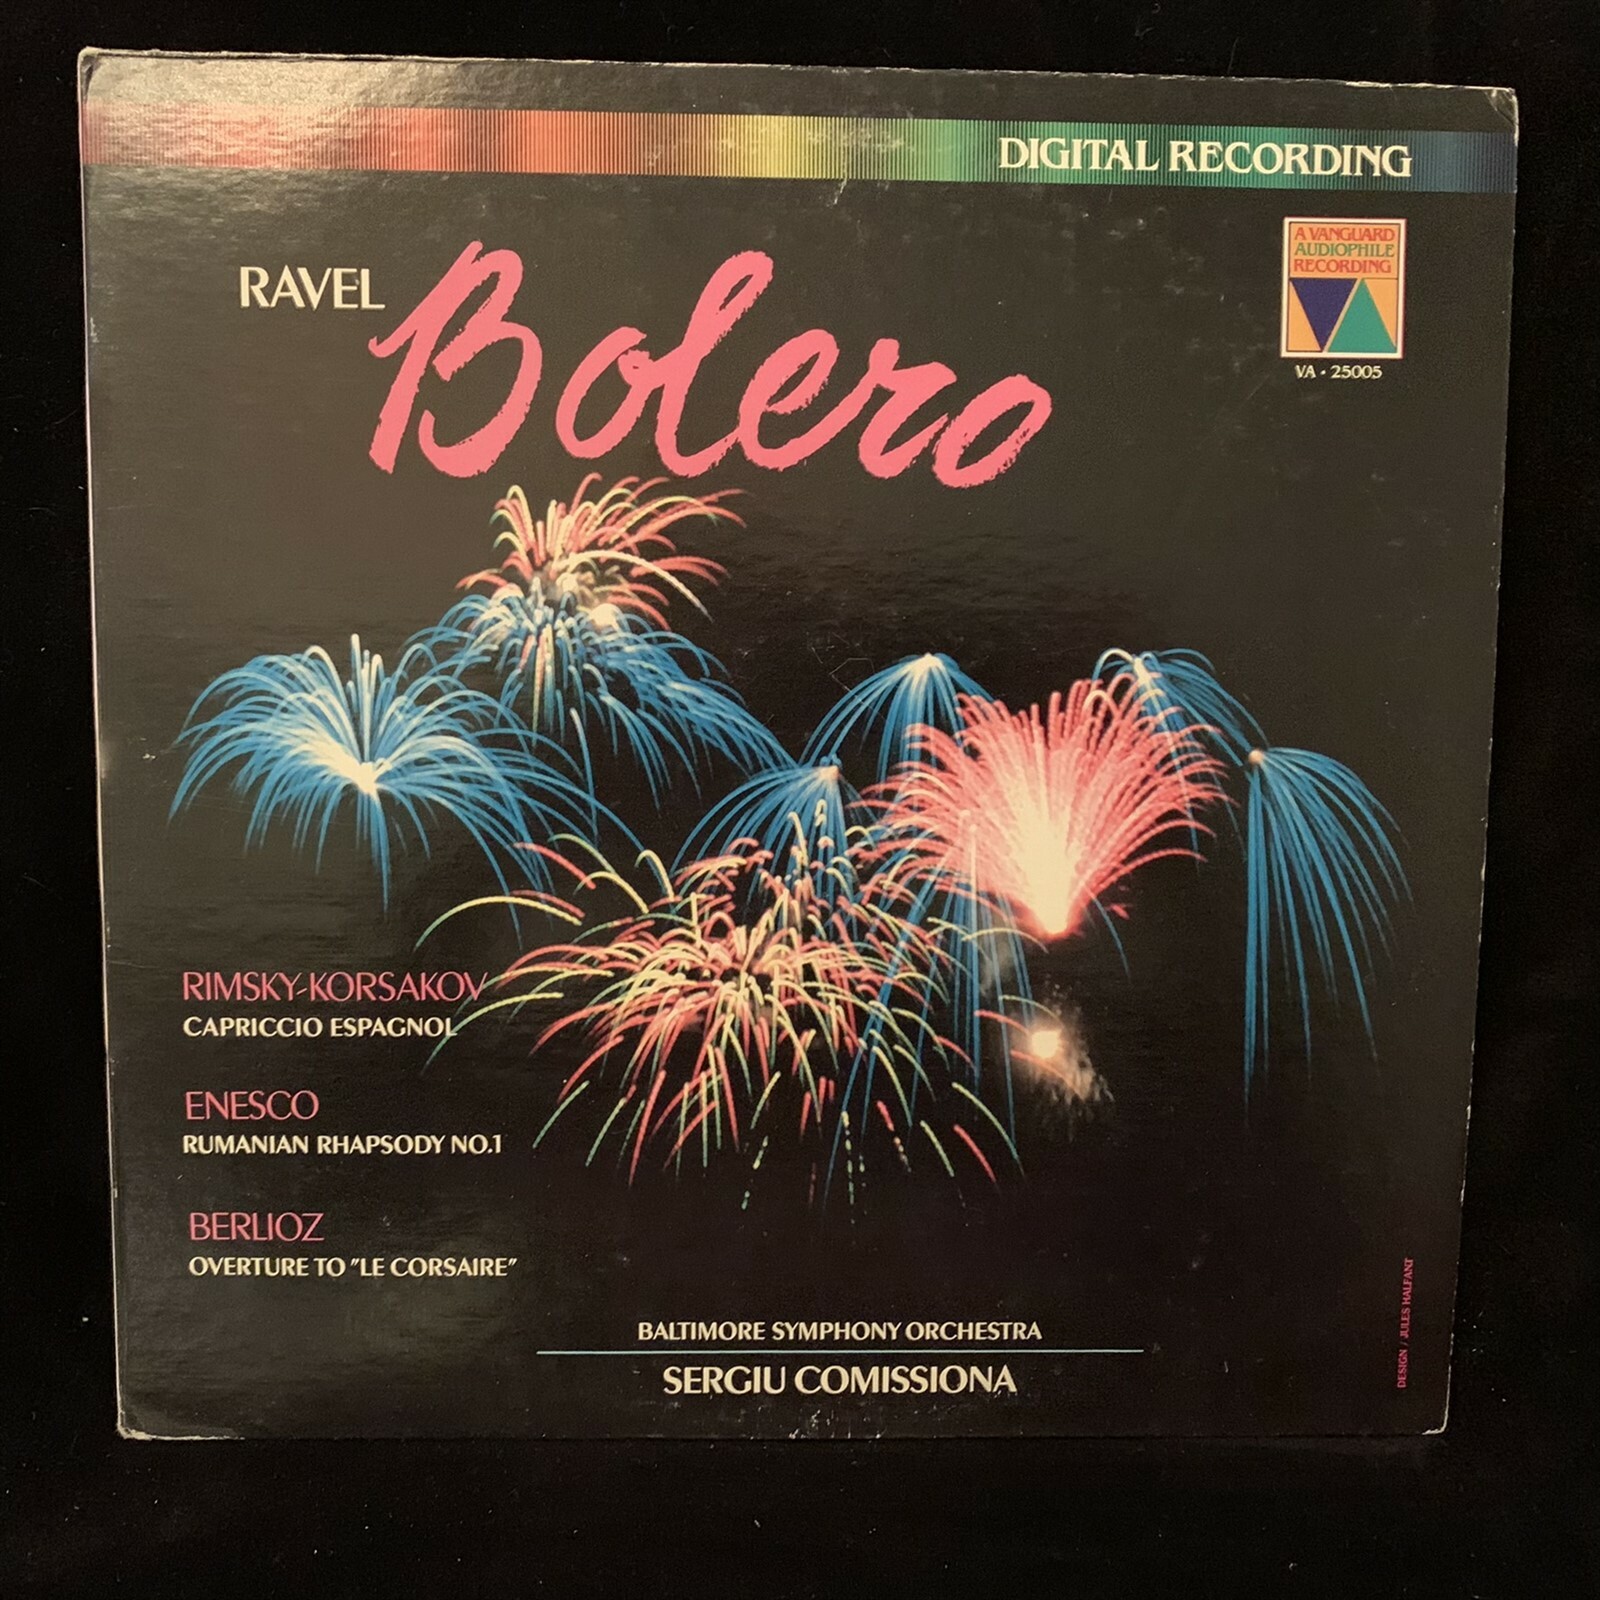 DIGITAL RECORDING
A VANGUARD
AUDIOPHILE
RECORDING
VA • 25005
RAVEL
Bolero
RIMSKY-KORSAKOV
CAPRICCIO ESPAGNOL
ENESCO
RUMANIAN RHAPSODY NO.1
BERLIOZ
OVERTURE TO "LE CORSAIRE"
BALTIMORE SYMPHONY ORCHESTRA
SERGIU COMISSIONA
DESIGN / JULES HALFANT